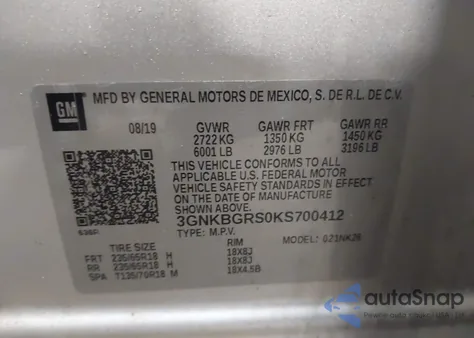 GM
MFD BY GENERAL MOTORS DE MEXICO, S. DE R.L. DE C.V.
08/19 GVWR GAWR FRT GAWR RR
2722 KG 1350 KG 1450 KG
6001 LB 2976 LB 3196 LB
THIS VEHICLE CONFORMS TO ALL
APPLICABLE U.S. FEDERAL MOTOR
VEHICLE SAFETY STANDARDS IN EFFECT
ON THE DATE OF MANUFACTURE SHOWN ABOVE.
3GNKBGRS0KS700412
TYPE: M.P.V. MODEL:
TIRE SIZE RIM
FRT 235/65R18 H 18X8J
RR 235/65R18 H 18X8J
SPA T135/70R18 M 18X4.5B
autoSnap